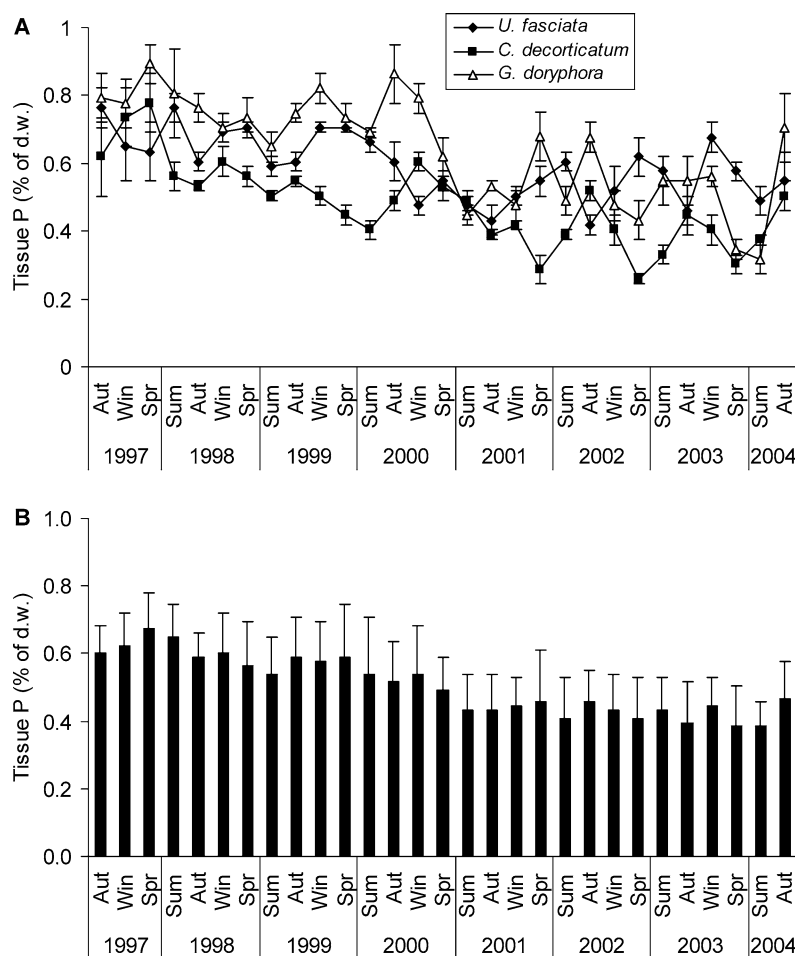 A
U. fasciata
C. decorticatum
G. doryphora
Tissue P (% of d.w.)
1
0.8
0.6
0.4
0.2
0
Aut Win Spr Sum Aut Win Spr Sum Aut Win Spr Sum Aut Win Spr Sum Aut Win Spr Sum Aut Win Spr Sum Aut Win Spr Sum Aut
1997 1998 1999 2000 2001 2002 2003 2004
B
Tissue P (% of d.w.)
1.0
0.8
0.6
0.4
0.2
0.0
Aut Win Spr Sum Aut Win Spr Sum Aut Win Spr Sum Aut Win Spr Sum Aut Win Spr Sum Aut Win Spr Sum Aut Win Spr Sum Aut
1997 1998 1999 2000 2001 2002 2003 2004